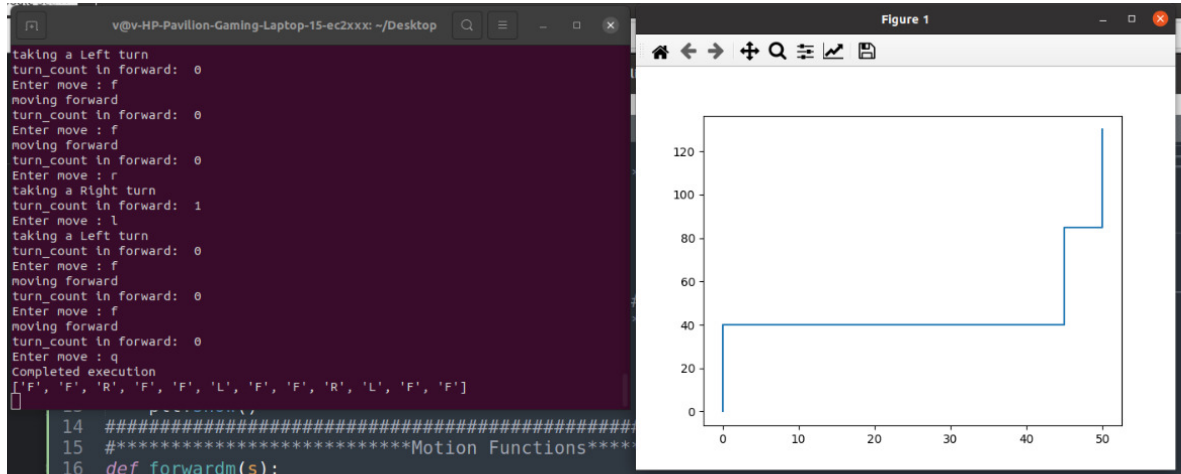 v@v-HP-Pavilion-Gaming-Laptop-15-ec2xxx: ~/Desktop
taking a Left turn
turn_count in forward:  0
Enter move : f
moving forward
turn_count in forward:  0
Enter move : f
moving forward
turn_count in forward:  0
Enter move : r
taking a Right turn
turn_count in forward:  1
Enter move : l
taking a Left turn
turn_count in forward:  0
Enter move : f
moving forward
turn_count in forward:  0
Enter move : f
moving forward
turn_count in forward:  0
Enter move : q
Completed execution
['F', 'F', 'R', 'F', 'F', 'L', 'F', 'F', 'R', 'L', 'F', 'F']
14 ##################################################
15 #***************************Motion Functions*****
16 def forwardm(s):
Figure 1
120
100
80
60
40
20
0
0 10 20 30 40 50